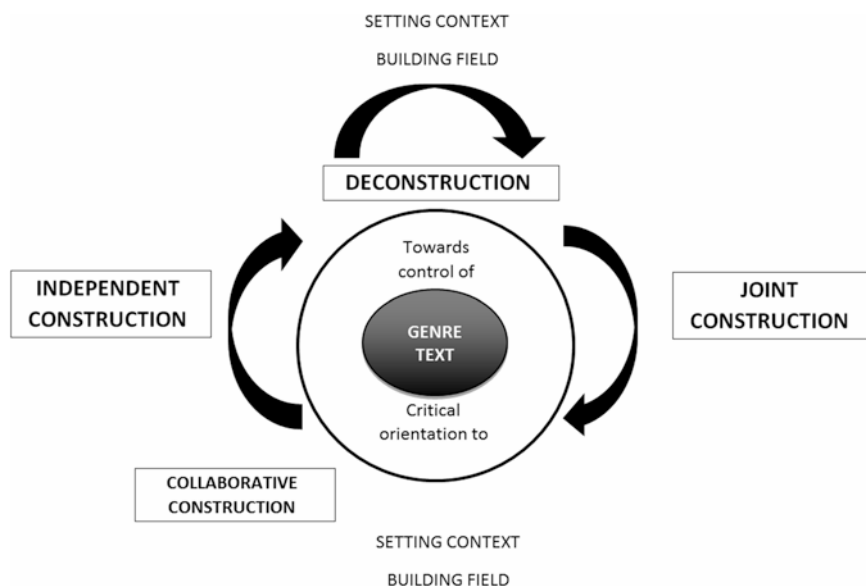 SETTING CONTEXT
BUILDING FIELD
DECONSTRUCTION
Towards
control of
INDEPENDENT
CONSTRUCTION
JOINT
CONSTRUCTION
GENRE
TEXT
Critical
orientation to
COLLABORATIVE
CONSTRUCTION
SETTING CONTEXT
BUILDING FIELD